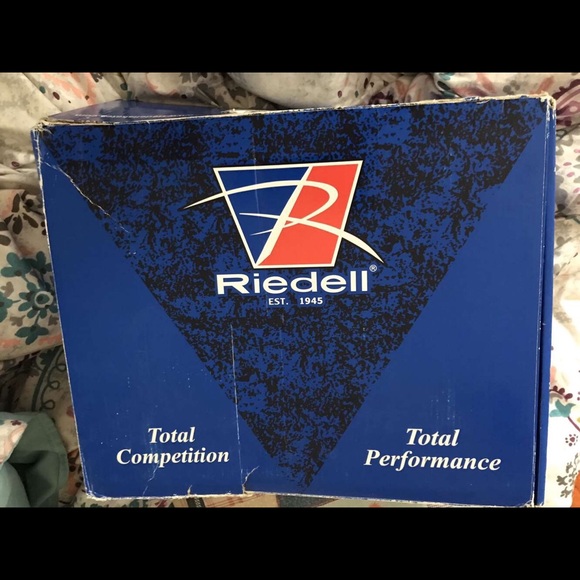 Riedell®
EST. 1945
Total
Competition
Total
Performance